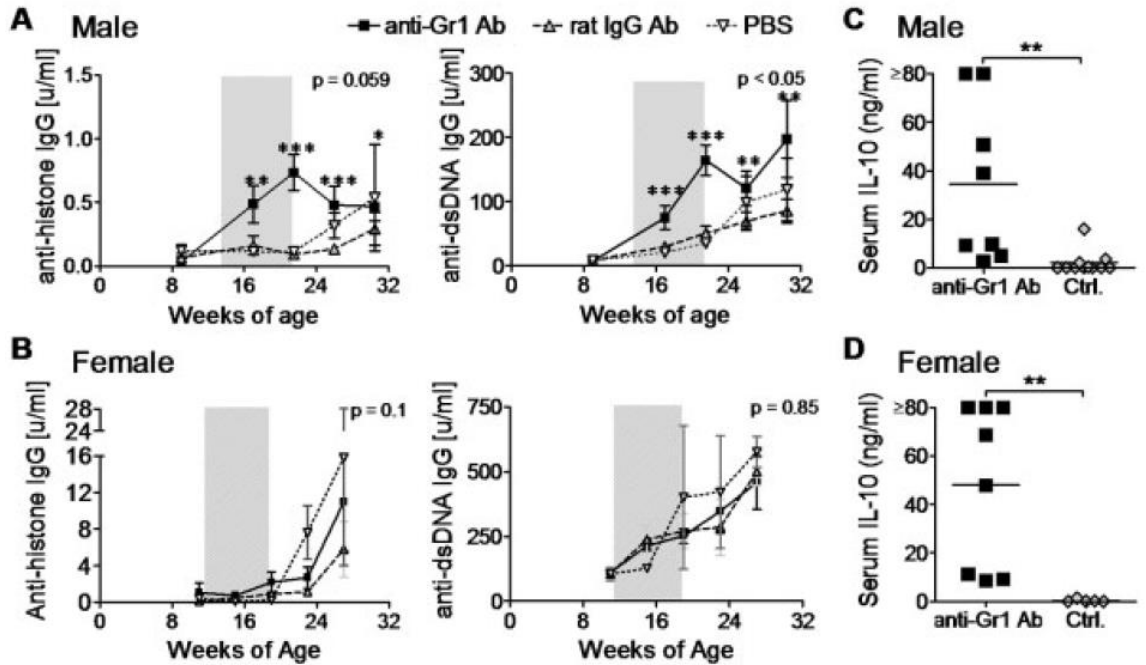 A Male
anti-Gr1 Ab rat IgG Ab PBS
anti-histone IgG [u/ml]
1.5
1.0
0.5
0.0
p = 0.059
**
***
***
*
0 8 16 24 32
Weeks of age
anti-dsDNA IgG [u/ml]
300
200
100
0
p < 0.05
***
***
**
**
0 8 16 24 32
Weeks of age
C Male
Serum IL-10 (ng/ml)
≥80
60
40
20
0
**
anti-Gr1 Ab Ctrl.
B Female
Anti-histone IgG [u/ml]
28
24
16
12
8
4
0
p = 0.1
0 8 16 24 32
Weeks of Age
anti-dsDNA IgG [u/ml]
750
500
250
0
p = 0.85
0 8 16 24 32
Weeks of Age
D Female
Serum IL-10 (ng/ml)
≥80
60
40
20
0
**
anti-Gr1 Ab Ctrl.